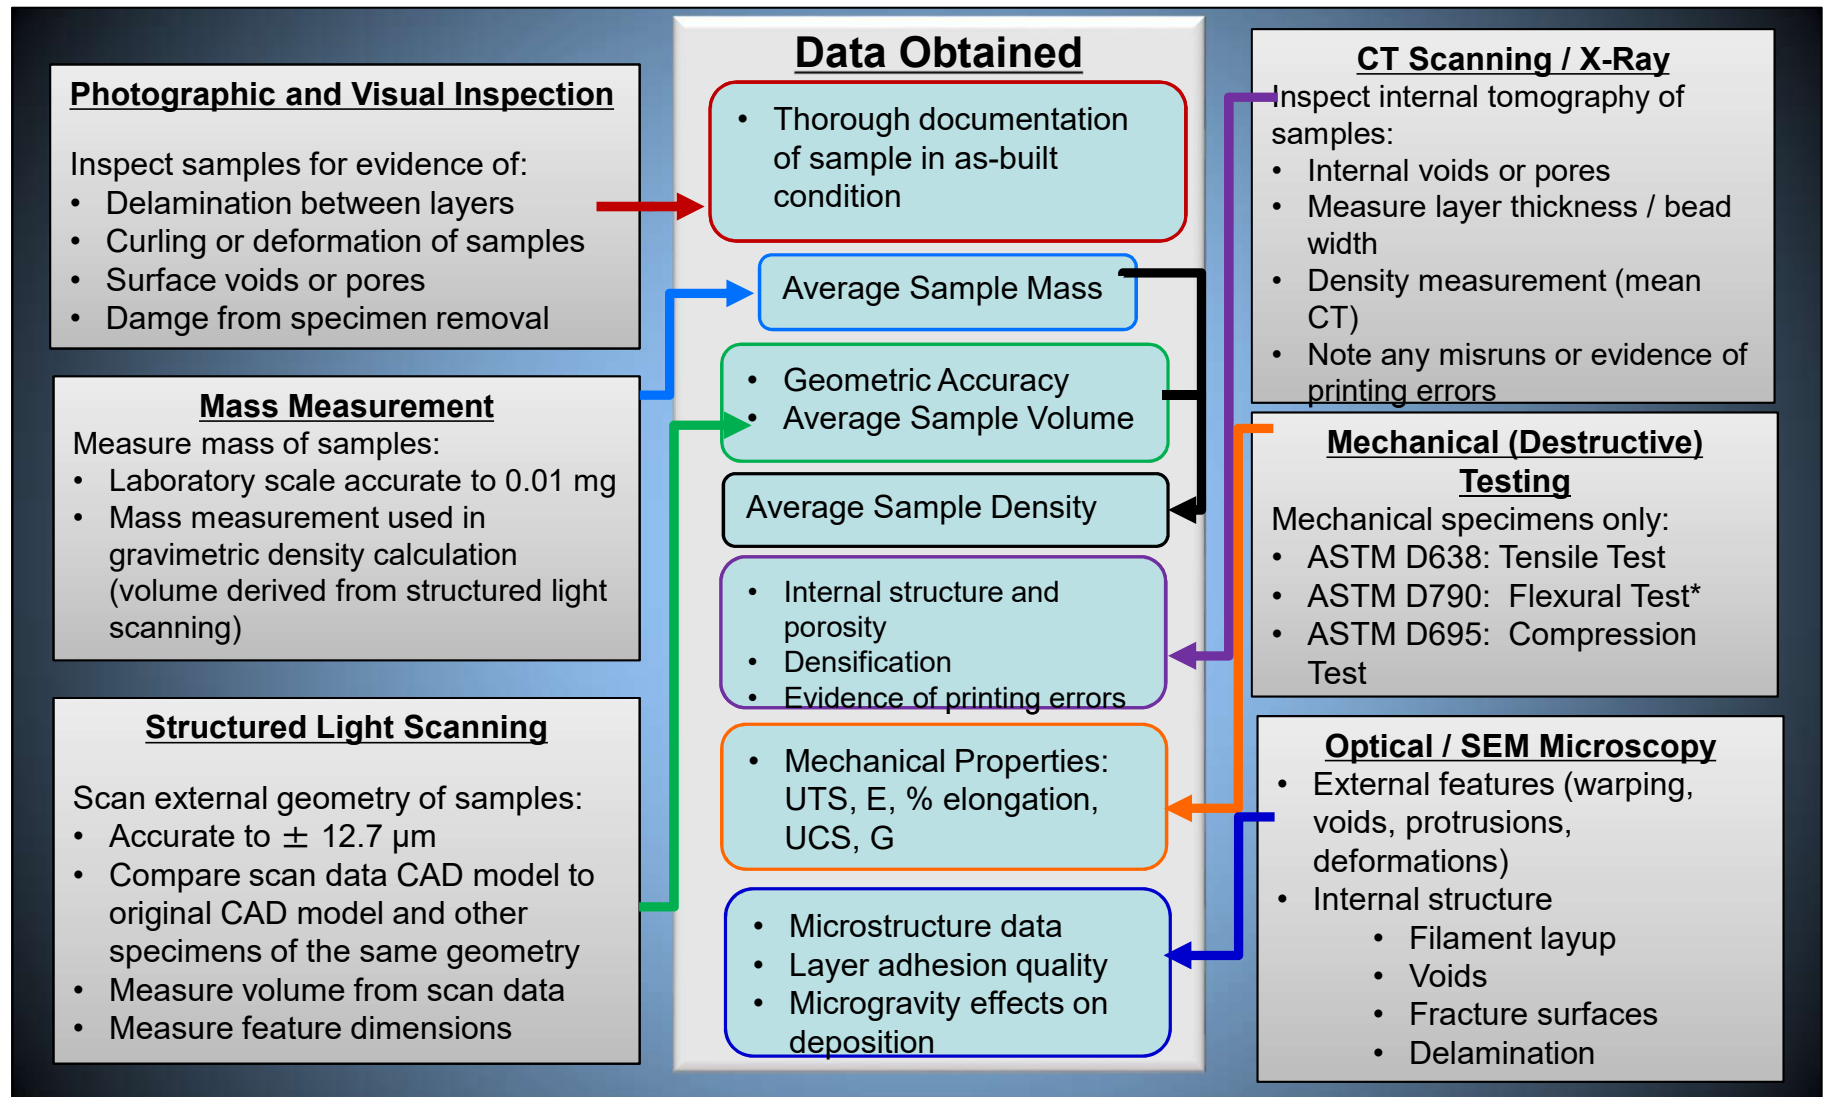 Photographic and Visual Inspection
Inspect samples for evidence of:
• Delamination between layers
• Curling or deformation of samples
• Surface voids or pores
• Damge from specimen removal
Mass Measurement
Measure mass of samples:
• Laboratory scale accurate to 0.01 mg
• Mass measurement used in
gravimetric density calculation
(volume derived from structured light
scanning)
Structured Light Scanning
Scan external geometry of samples:
• Accurate to ± 12.7 μm
• Compare scan data CAD model to
original CAD model and other
specimens of the same geometry
• Measure volume from scan data
• Measure feature dimensions
Data Obtained
• Thorough documentation
of sample in as-built
condition
Average Sample Mass
• Geometric Accuracy
• Average Sample Volume
Average Sample Density
• Internal structure and
porosity
• Densification
• Evidence of printing errors
• Mechanical Properties:
UTS, E, % elongation,
UCS, G
• Microstructure data
• Layer adhesion quality
• Microgravity effects on
deposition
CT Scanning / X-Ray
Inspect internal tomography of
samples:
• Internal voids or pores
• Measure layer thickness / bead
width
• Density measurement (mean
CT)
• Note any misruns or evidence of
printing errors
Mechanical (Destructive)
Testing
Mechanical specimens only:
• ASTM D638: Tensile Test
• ASTM D790: Flexural Test*
• ASTM D695: Compression
Test
Optical / SEM Microscopy
• External features (warping,
voids, protrusions,
deformations)
• Internal structure
• Filament layup
• Voids
• Fracture surfaces
• Delamination